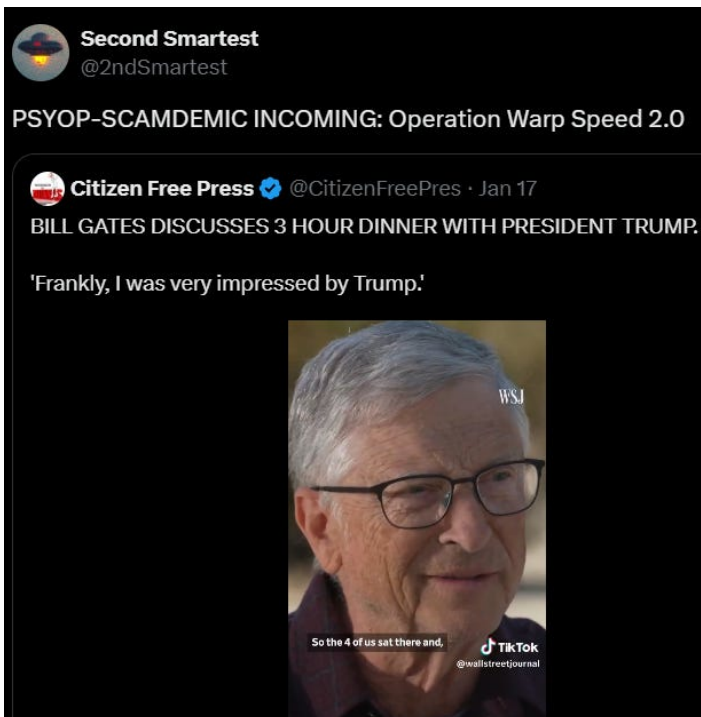 Second Smartest
@2ndSmartest
PSYOP-SCAMDEMIC INCOMING: Operation Warp Speed 2.0
Citizen Free Press @CitizenFreePres · Jan 17
BILL GATES DISCUSSES 3 HOUR DINNER WITH PRESIDENT TRUMP.
'Frankly, I was very impressed by Trump.'
WSJ
So the 4 of us sat there and,
TikTok
@wallstreetjournal